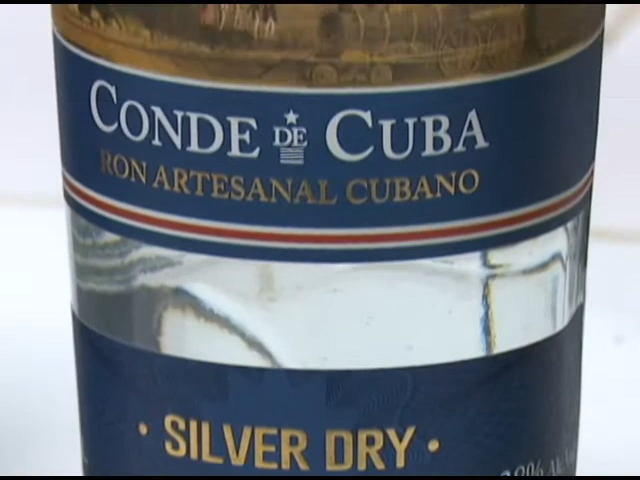 CONDE DE CUBA
RON ARTESANAL CUBANO
· SILVER DRY ·